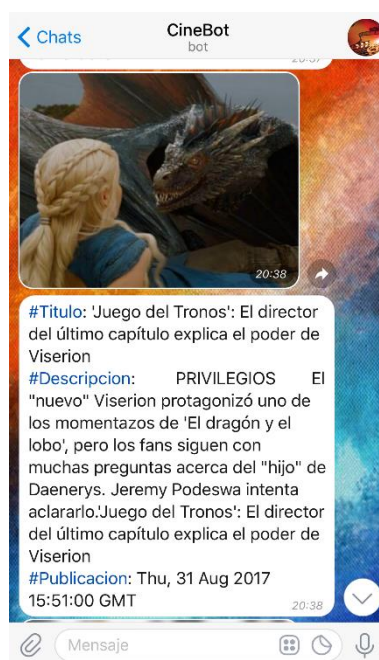 Chats
CineBot
bot
20:38
#Titulo: 'Juego del Tronos': El director
del último capítulo explica el poder de
Viserion
#Descripcion: PRIVILEGIOS El
"nuevo" Viserion protagonizó uno de
los momentazos de 'El dragón y el
lobo', pero los fans siguen con
muchas preguntas acerca del "hijo" de
Daenerys. Jeremy Podeswa intenta
aclararlo.'Juego del Tronos': El director
del último capítulo explica el poder de
Viserion
#Publicacion: Thu, 31 Aug 2017
15:51:00 GMT
20:38
Mensaje